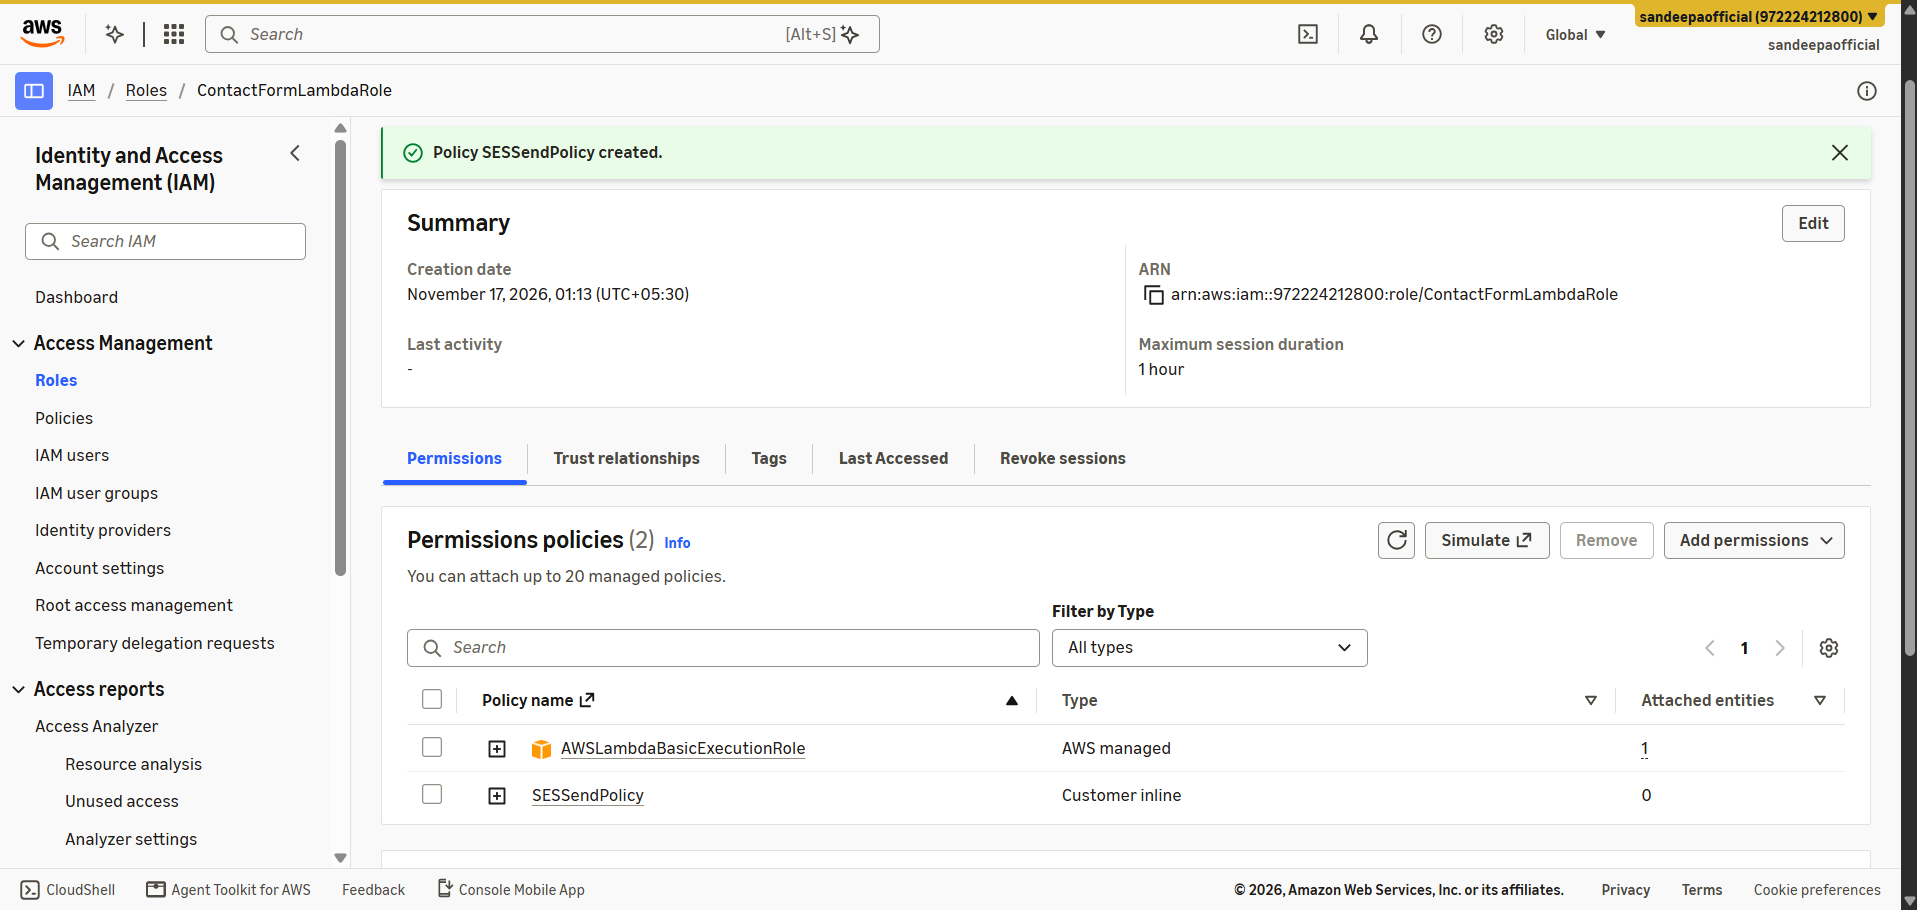 aws
Search
[Alt+S]
Global
sandeepaofficial (972224212800)
sandeepaofficial
IAM / Roles / ContactFormLambdaRole
Identity and Access
Management (IAM)
Search IAM
Dashboard
Access Management
Roles
Policies
IAM users
IAM user groups
Identity providers
Account settings
Root access management
Temporary delegation requests
Access reports
Access Analyzer
Resource analysis
Unused access
Analyzer settings
Policy SESSendPolicy created.
Summary
Edit
Creation date
November 17, 2026, 01:13 (UTC+05:30)
ARN
arn:aws:iam::972224212800:role/ContactFormLambdaRole
Last activity
-
Maximum session duration
1 hour
Permissions
Trust relationships
Tags
Last Accessed
Revoke sessions
Permissions policies (2) Info
Simulate
Remove
Add permissions
You can attach up to 20 managed policies.
Filter by Type
Search
All types
1
Policy name
Type
Attached entities
AWSLambdaBasicExecutionRole
AWS managed
1
SESSendPolicy
Customer inline
0
CloudShell
Agent Toolkit for AWS
Feedback
Console Mobile App
© 2026, Amazon Web Services, Inc. or its affiliates.
Privacy
Terms
Cookie preferences